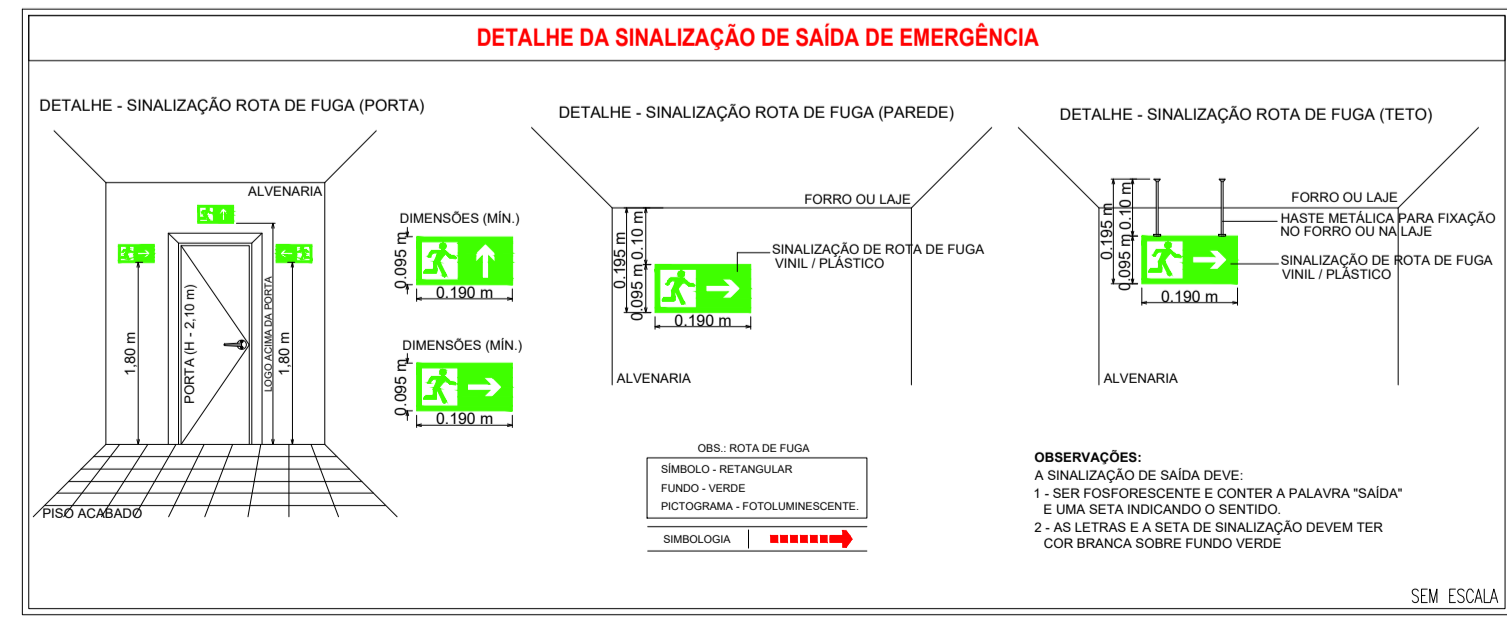 DETALHE DA SINALIZAÇÃO DE SAÍDA DE EMERGÊNCIA
DETALHE - SINALIZAÇÃO ROTA DE FUGA (PORTA)
ALVENARIA
1,80 m
PORTA (H - 2,10 m)
LOGO ACIMA DA PORTA
1,80 m
PISO ACABADO
DIMENSÕES (MÍN.)
0.095 m
0.190 m
DIMENSÕES (MÍN.)
0.095 m
0.190 m
DETALHE - SINALIZAÇÃO ROTA DE FUGA (PAREDE)
FORRO OU LAJE
0.195 m
0.10 m
0.095 m
SINALIZAÇÃO DE ROTA DE FUGA
VINIL / PLÁSTICO
0.190 m
ALVENARIA
OBS.: ROTA DE FUGA
SÍMBOLO - RETANGULAR
FUNDO - VERDE
PICTOGRAMA - FOTOLUMINESCENTE.
SIMBOLOGIA
DETALHE - SINALIZAÇÃO ROTA DE FUGA (TETO)
FORRO OU LAJE
0.195 m
0.10 m
0.095 m
HASTE METÁLICA PARA FIXAÇÃO
NO FORRO OU NA LAJE
SINALIZAÇÃO DE ROTA DE FUGA
VINIL / PLÁSTICO
0.190 m
ALVENARIA
OBSERVAÇÕES:
A SINALIZAÇÃO DE SAÍDA DEVE:
1 - SER FOSFORESCENTE E CONTER A PALAVRA "SAÍDA"
E UMA SETA INDICANDO O SENTIDO.
2 - AS LETRAS E A SETA DE SINALIZAÇÃO DEVEM TER
COR BRANCA SOBRE FUNDO VERDE
SEM ESCALA